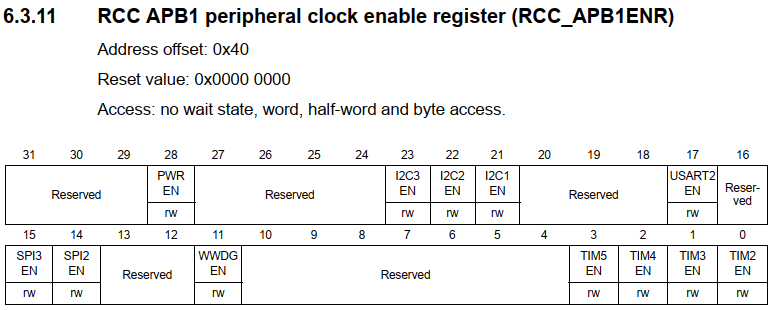 6.3.11 RCC APB1 peripheral clock enable register (RCC_APB1ENR)
Address offset: 0x40
Reset value: 0x0000 0000
Access: no wait state, word, half-word and byte access.
31 30 29 28 27 26 25 24 23 22 21 20 19 18 17 16
Reserved PWR EN Reserved I2C3 EN I2C2 EN I2C1 EN Reserved USART2 EN Reser-ved
rw rw rw rw rw
15 14 13 12 11 10 9 8 7 6 5 4 3 2 1 0
SPI3 EN SPI2 EN Reserved WWDG EN Reserved TIM5 EN TIM4 EN TIM3 EN TIM2 EN
rw rw rw rw rw rw rw